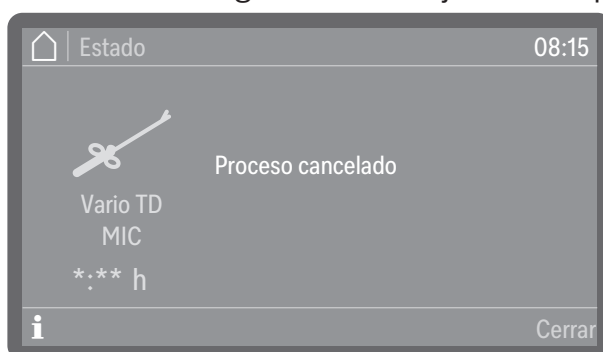 Estado 08:15
Proceso cancelado
Vario TD
MIC
*:** h
i Cerrar